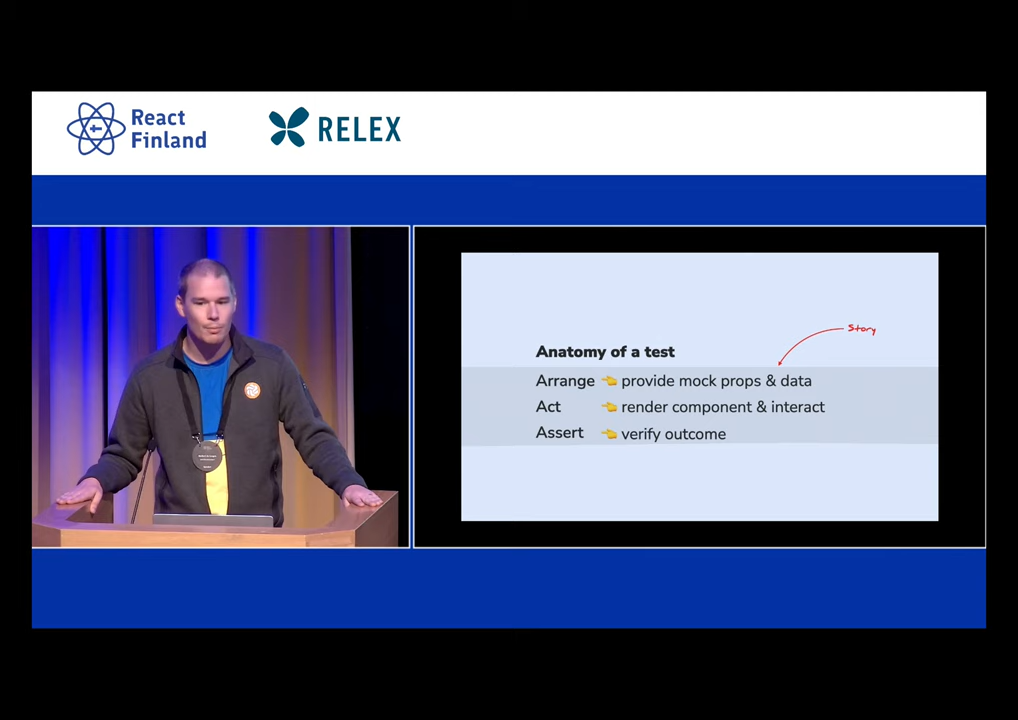 React
Finland
RELEX
Story
Anatomy of a test
Arrange 👈 provide mock props & data
Act 👈 render component & interact
Assert 👈 verify outcome